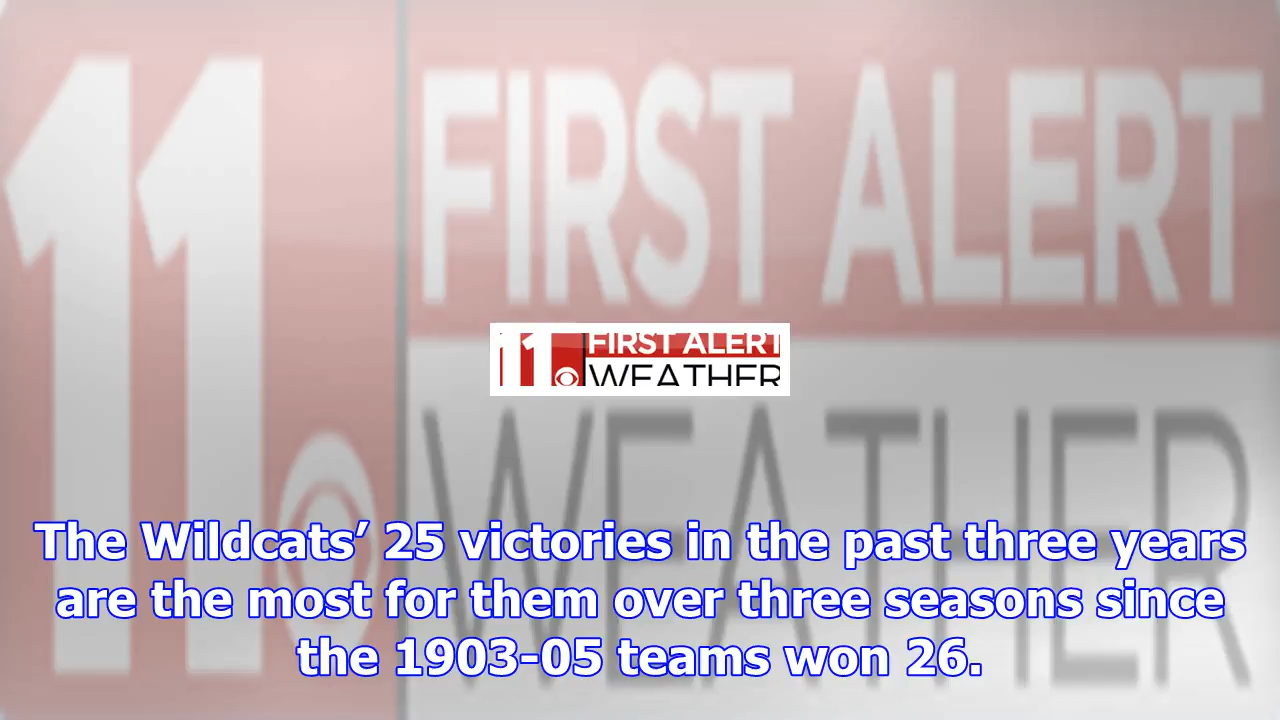 11 FIRST ALERT
WEATHER
11 FIRST ALERT
WEATHER
The Wildcats’ 25 victories in the past three years
are the most for them over three seasons since
the 1903-05 teams won 26.